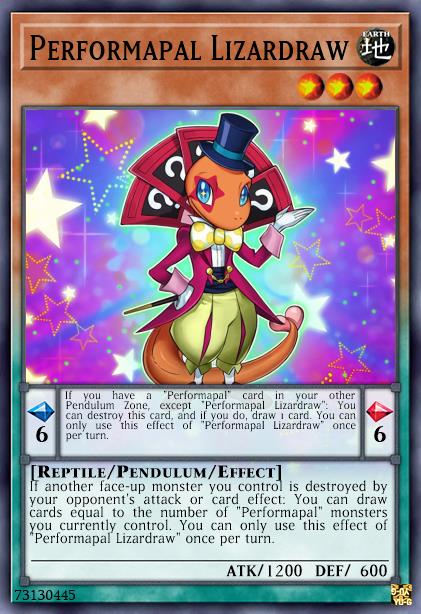 PERFORMAPAL LIZARDRAW
EARTH
地
? ?
If you have a "Performapal" card in your other
Pendulum Zone, except "Performapal Lizardraw": You
can destroy this card, and if you do, draw 1 card. You can
only use this effect of "Performapal Lizardraw" once
per turn.
6
6
[REPTILE/PENDULUM/EFFECT]
If another face-up monster you control is destroyed by
your opponent's attack or card effect: You can draw
cards equal to the number of "Performapal" monsters
you currently control. You can only use this effect of
"Performapal Lizardraw" once per turn.
ATK/1200 DEF/ 600
73130445